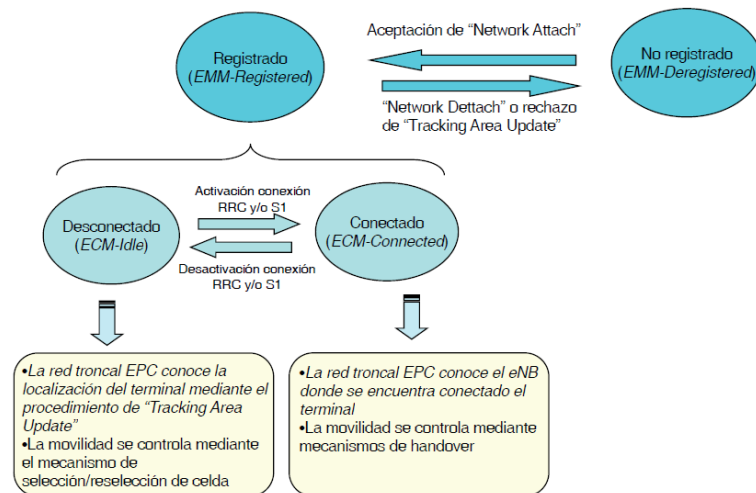 Aceptación de “Network Attach”
Registrado
(EMM-Registered)
No registrado
(EMM-Deregistered)
“Network Dettach” o rechazo
de “Tracking Area Update”
Activación conexión
RRC y/o S1
Desconectado
(ECM-Idle)
Conectado
(ECM-Connected)
Desactivación conexión
RRC y/o S1
•La red troncal EPC conoce la
localización del terminal mediante el
procedimiento de “Tracking Area
Update”
•La movilidad se controla mediante
el mecanismo de
selección/reselección de celda
•La red troncal EPC conoce el eNB
donde se encuentra conectado el
terminal
•La movilidad se controla mediante
mecanismos de handover